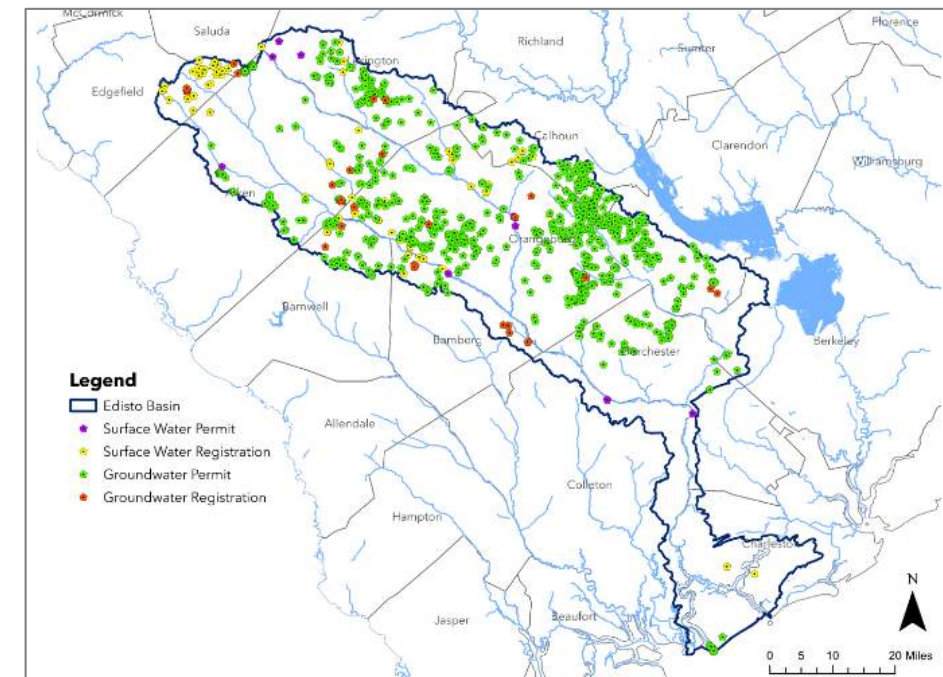 McCormick
Saluda
Florence
Richland
Sumter
Lexington
Edgefield
Calhoun
Clarendon
Williamsburg
Aiken
Orangeburg
Barnwell
Bamberg
Dorchester
Berkeley
Legend
Edisto Basin
Surface Water Permit
Surface Water Registration
Groundwater Permit
Groundwater Registration
Allendale
Colleton
Hampton
Charleston
Jasper
Beaufort
N
0 5 10 20 Miles